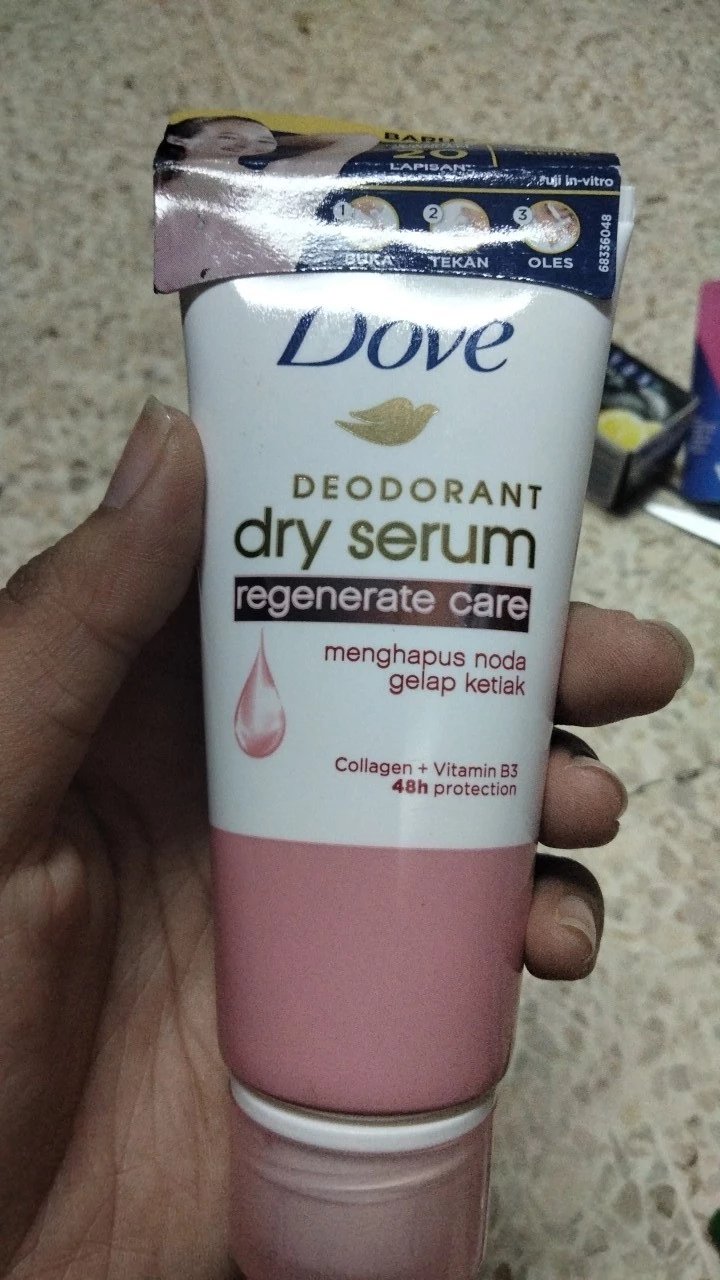 BARU
20
LAPISAN
uji in-vitro
1 2 3
BUKA TEKAN OLES
68336048
Dove
DEODORANT
dry serum
regenerate care
menghapus noda
gelap ketiak
Collagen + Vitamin B3
48h protection